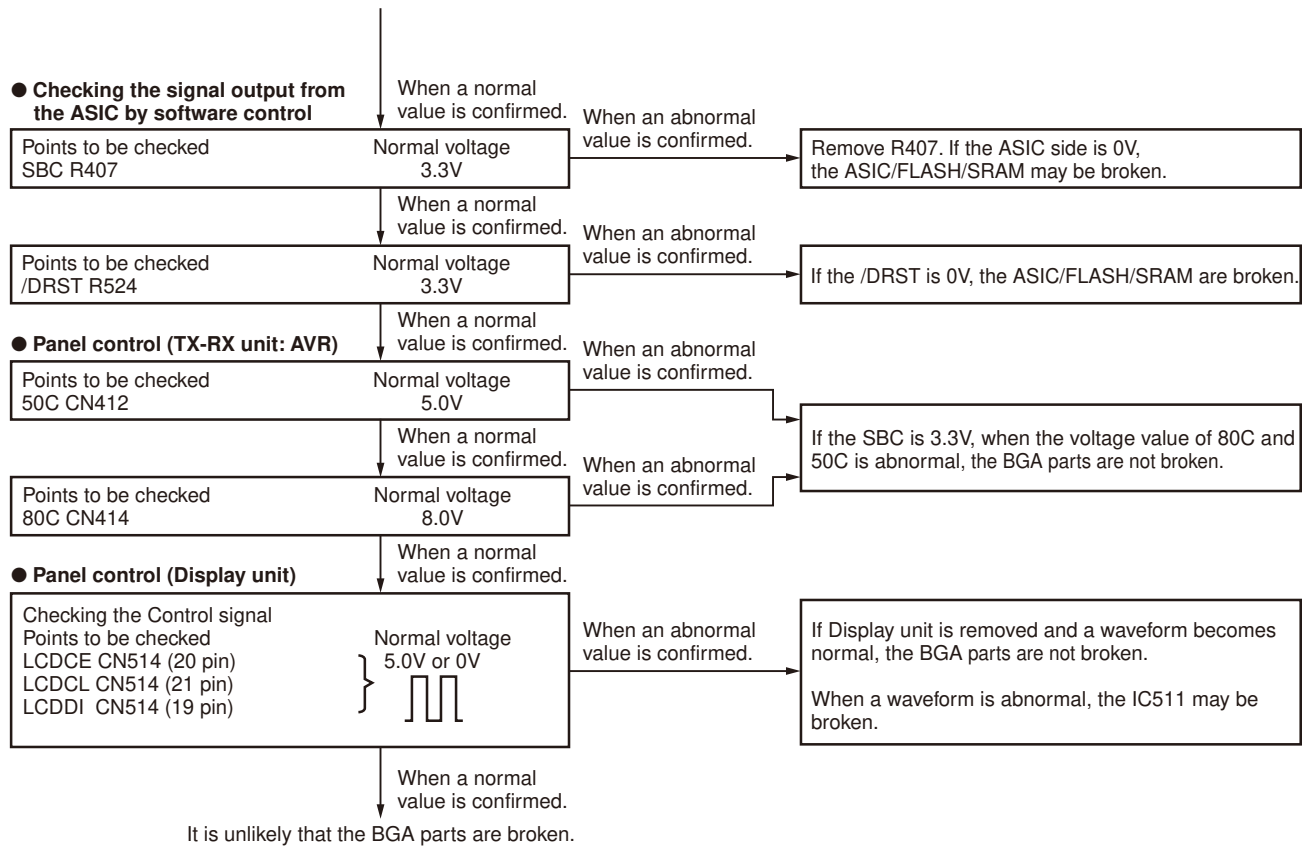 When a normal
value is confirmed.
● Checking the signal output from
the ASIC by software control
When an abnormal
value is confirmed.
Points to be checked Normal voltage
SBC R407 3.3V
Remove R407. If the ASIC side is 0V,
the ASIC/FLASH/SRAM may be broken.
When a normal
value is confirmed.
When an abnormal
value is confirmed.
Points to be checked Normal voltage
/DRST R524 3.3V
If the /DRST is 0V, the ASIC/FLASH/SRAM are broken.
When a normal
value is confirmed.
● Panel control (TX-RX unit: AVR)
When an abnormal
value is confirmed.
Points to be checked Normal voltage
50C CN412 5.0V
If the SBC is 3.3V, when the voltage value of 80C and
50C is abnormal, the BGA parts are not broken.
When a normal
value is confirmed.
When an abnormal
value is confirmed.
Points to be checked Normal voltage
80C CN414 8.0V
When a normal
value is confirmed.
● Panel control (Display unit)
Checking the Control signal
Points to be checked Normal voltage
LCDCE CN514 (20 pin) 5.0V or 0V
LCDCL CN514 (21 pin)
LCDDI CN514 (19 pin)
When an abnormal
value is confirmed.
If Display unit is removed and a waveform becomes
normal, the BGA parts are not broken.
When a waveform is abnormal, the IC511 may be
broken.
When a normal
value is confirmed.
It is unlikely that the BGA parts are broken.